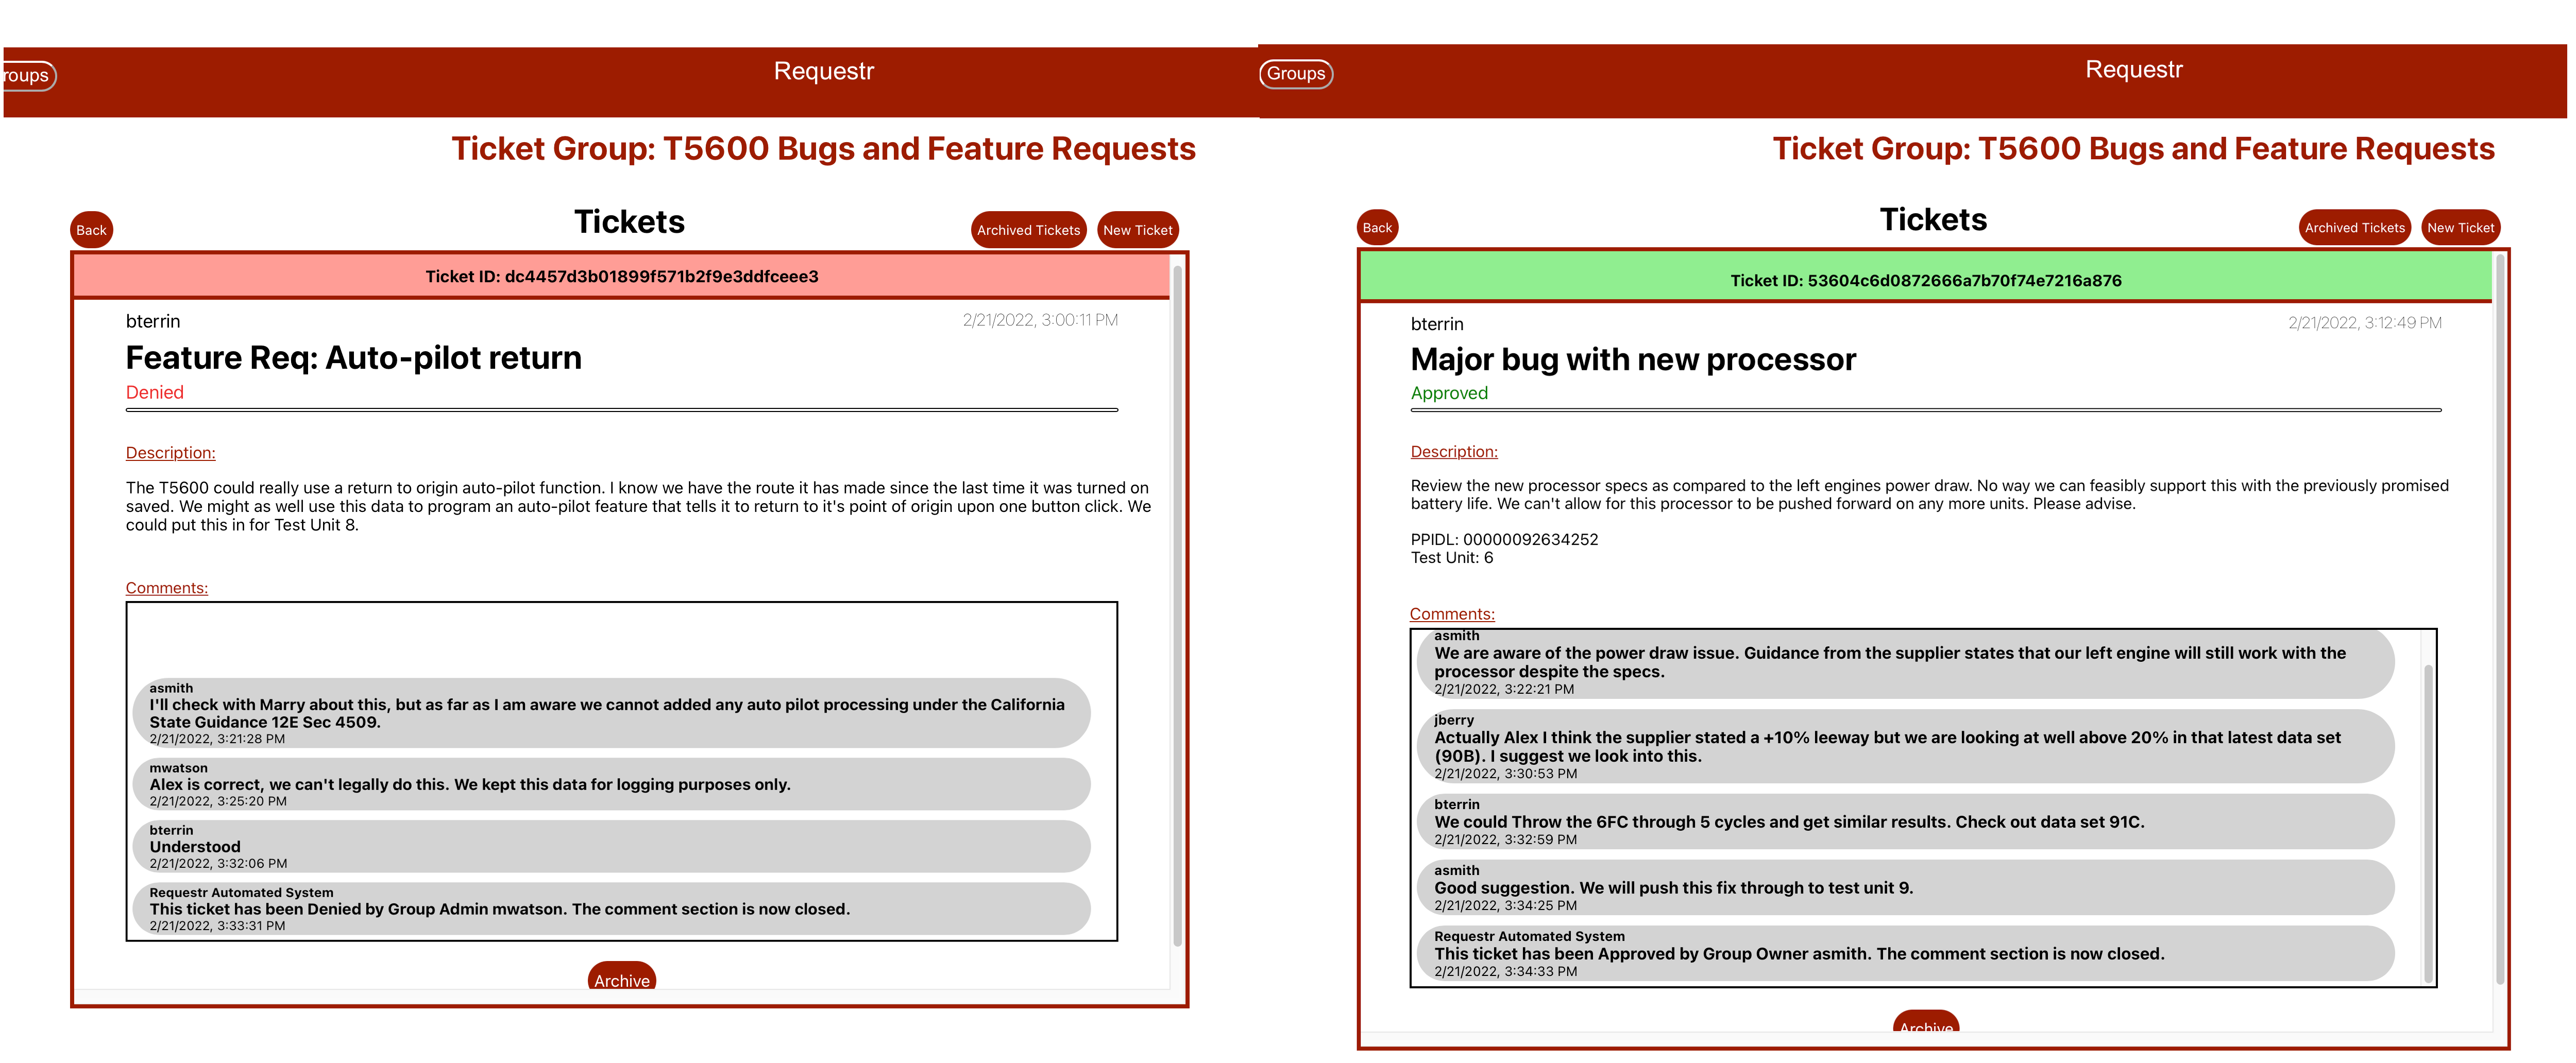 roups
Requestr
Ticket Group: T5600 Bugs and Feature Requests
Back
Tickets
Archived Tickets
New Ticket
Ticket ID: dc4457d3b01899f571b2f9e3ddfceee3
bterrin
2/21/2022, 3:00:11 PM
Feature Req: Auto-pilot return
Denied
Description:
The T5600 could really use a return to origin auto-pilot function. I know we have the route it has made since the last time it was turned on
saved. We might as well use this data to program an auto-pilot feature that tells it to return to it's point of origin upon one button click. We
could put this in for Test Unit 8.
Comments:
asmith
I'll check with Marry about this, but as far as I am aware we cannot added any auto pilot processing under the California
State Guidance 12E Sec 4509.
2/21/2022, 3:21:28 PM
mwatson
Alex is correct, we can't legally do this. We kept this data for logging purposes only.
2/21/2022, 3:25:20 PM
bterrin
Understood
2/21/2022, 3:32:06 PM
Requestr Automated System
This ticket has been Denied by Group Admin mwatson. The comment section is now closed.
2/21/2022, 3:33:31 PM
Archive
Groups
Requestr
Ticket Group: T5600 Bugs and Feature Requests
Back
Tickets
Archived Tickets
New Ticket
Ticket ID: 53604c6d0872666a7b70f74e7216a876
bterrin
2/21/2022, 3:12:49 PM
Major bug with new processor
Approved
Description:
Review the new processor specs as compared to the left engines power draw. No way we can feasibly support this with the previously promised
battery life. We can't allow for this processor to be pushed forward on any more units. Please advise.
PPIDL: 00000092634252
Test Unit: 6
Comments:
asmith
We are aware of the power draw issue. Guidance from the supplier states that our left engine will still work with the
processor despite the specs.
2/21/2022, 3:22:21 PM
jberry
Actually Alex I think the supplier stated a +10% leeway but we are looking at well above 20% in that latest data set
(90B). I suggest we look into this.
2/21/2022, 3:30:53 PM
bterrin
We could Throw the 6FC through 5 cycles and get similar results. Check out data set 91C.
2/21/2022, 3:32:59 PM
asmith
Good suggestion. We will push this fix through to test unit 9.
2/21/2022, 3:34:25 PM
Requestr Automated System
This ticket has been Approved by Group Owner asmith. The comment section is now closed.
2/21/2022, 3:34:33 PM
Archive